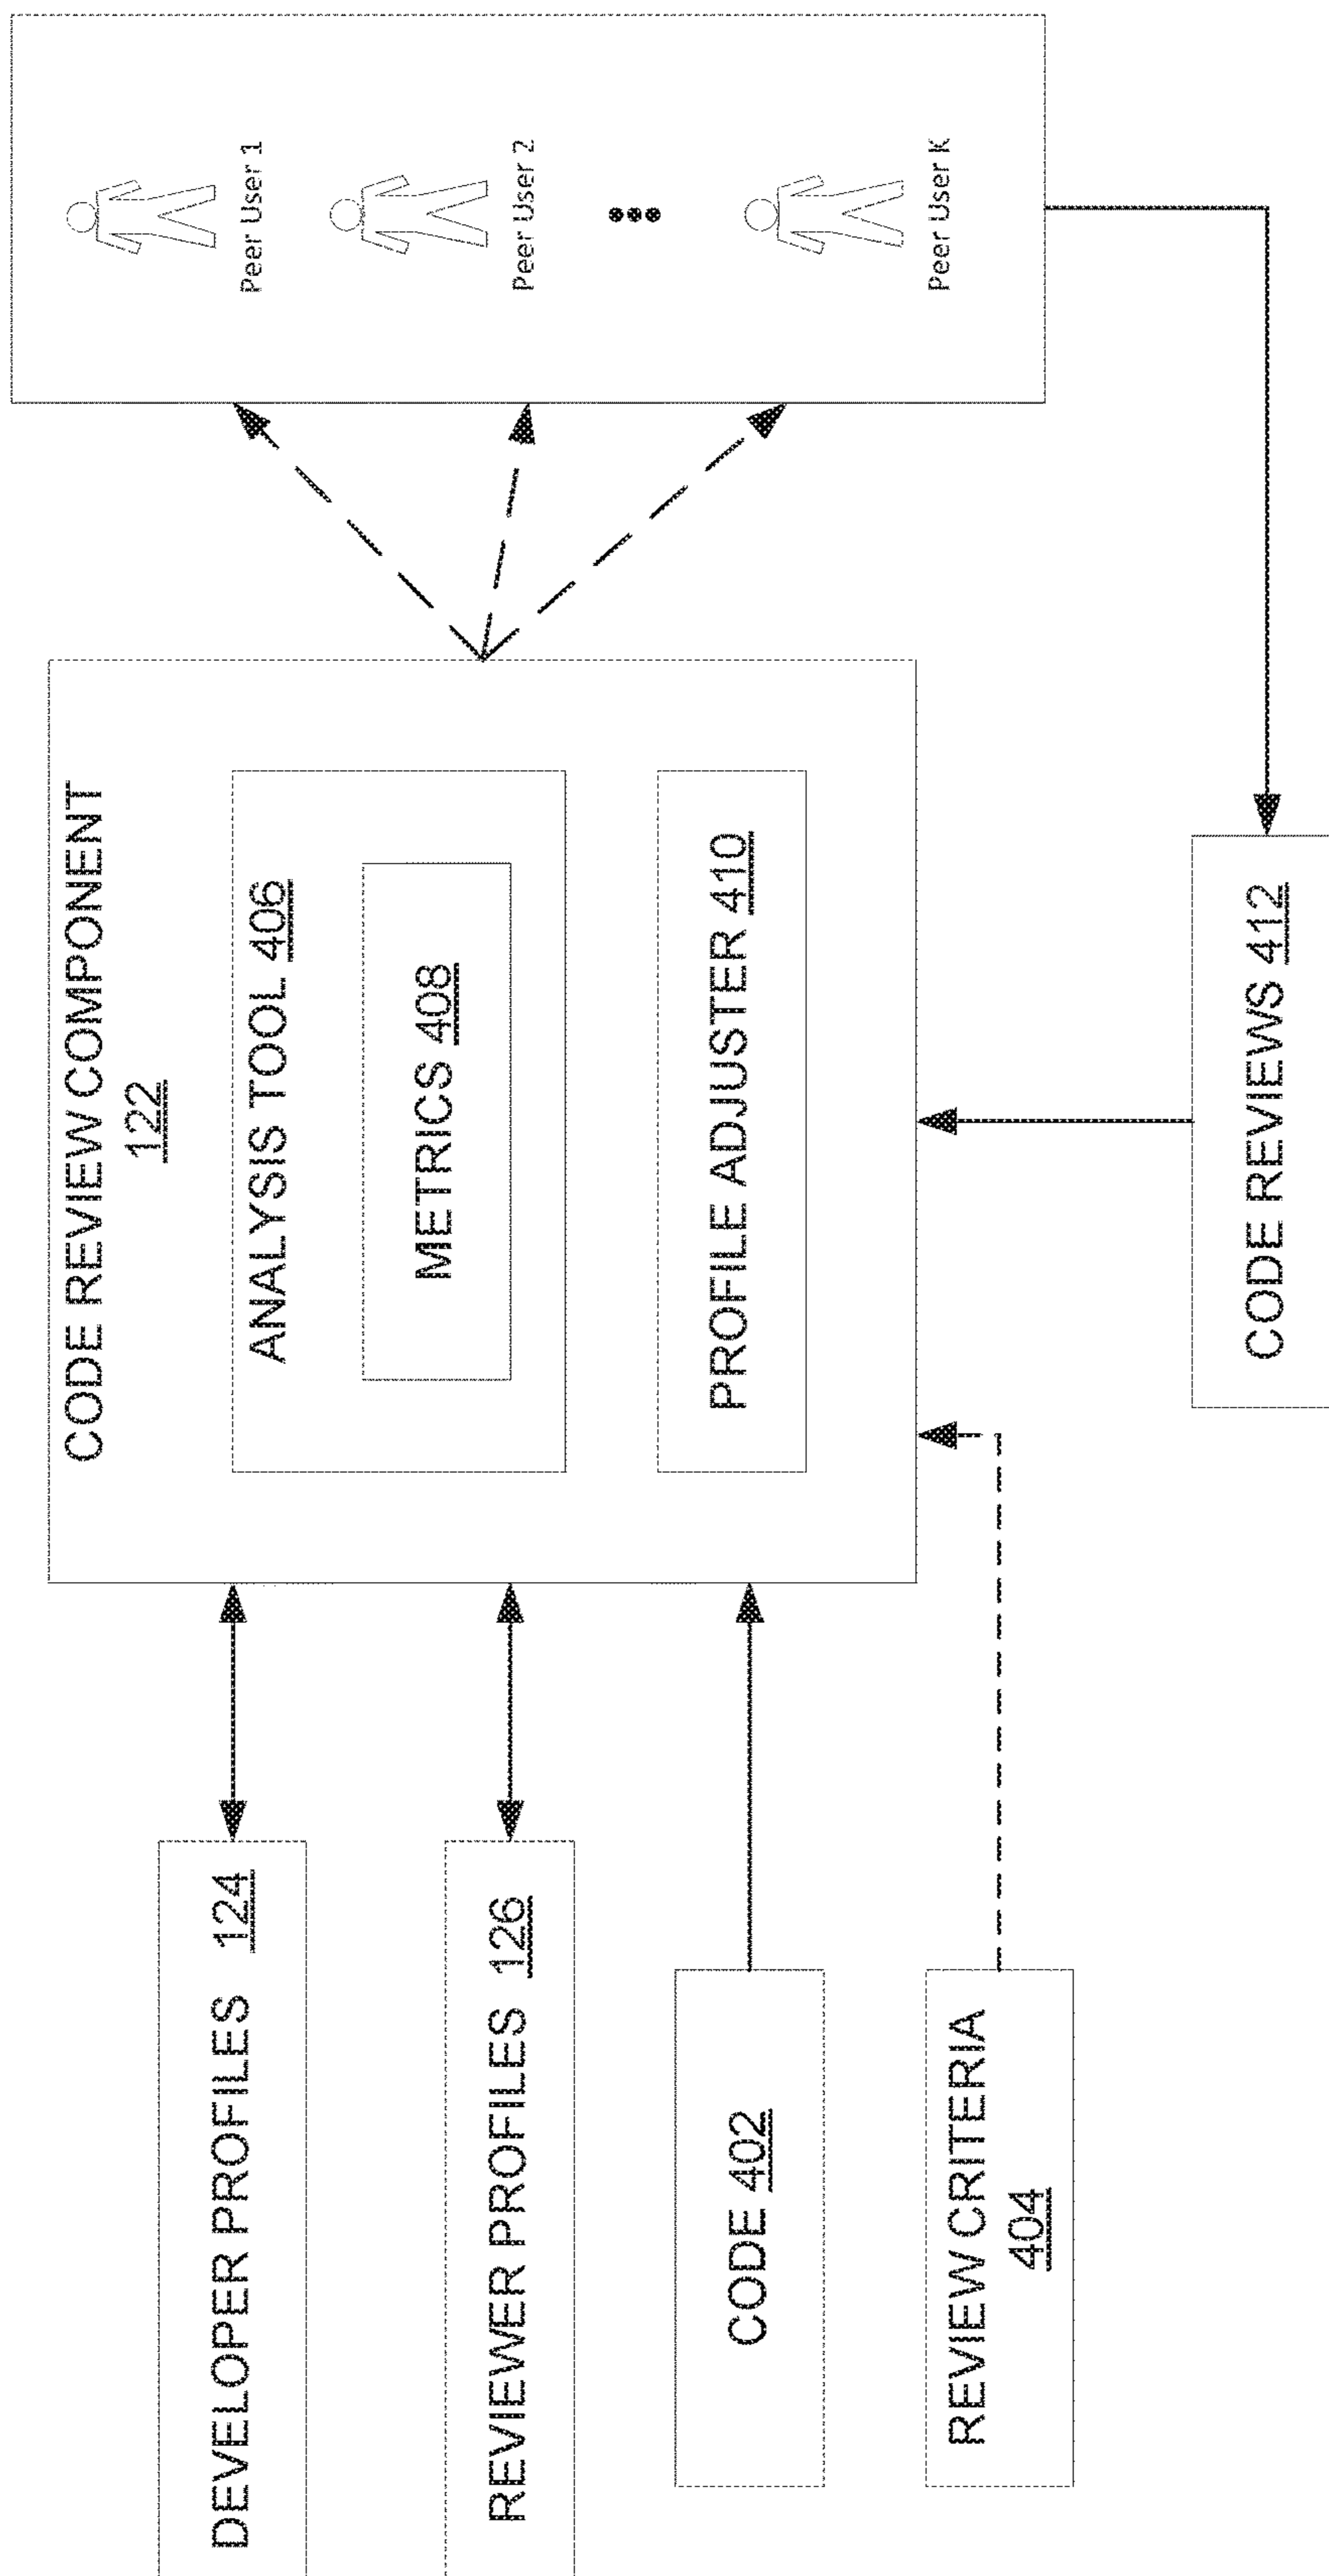 DEVELOPER PROFILES 124
REVIEWER PROFILES 126
CODE 402
REVIEW CRITERIA
404
CODE REVIEW COMPONENT
122
ANALYSIS TOOL 406
METRICS 408
PROFILE ADJUSTER 410
CODE REVIEWS 412
Peer User 1
Peer User 2
Peer User K